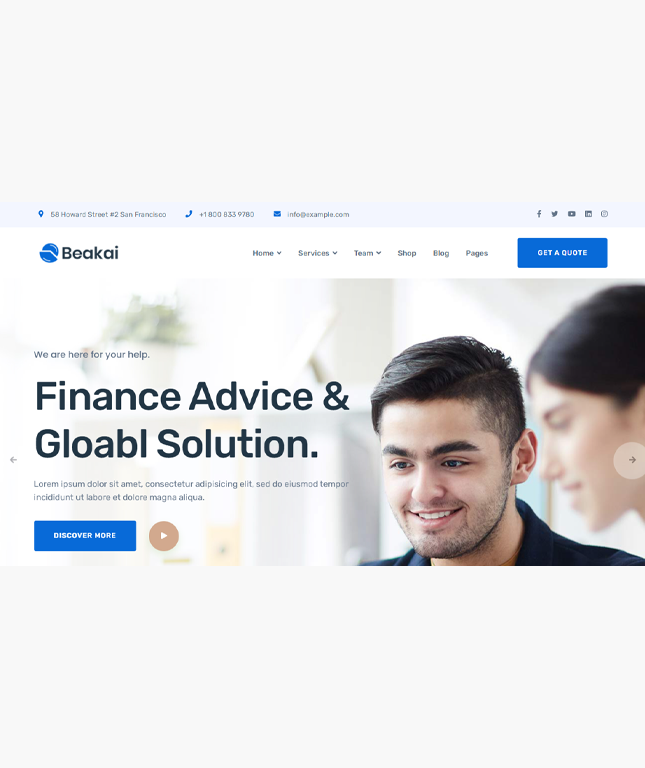 58 Howard Street #2 San Francisco +1 800 833 9780 info@example.com
Beakai Home Services Team Shop Blog Pages GET A QUOTE
We are here for your help.
Finance Advice &
Gloabl Solution.
Lorem ipsum dolor sit amet, consectetur adipisicing elit, sed do eiusmod tempor
incididunt ut labore et dolore magna aliqua.
DISCOVER MORE